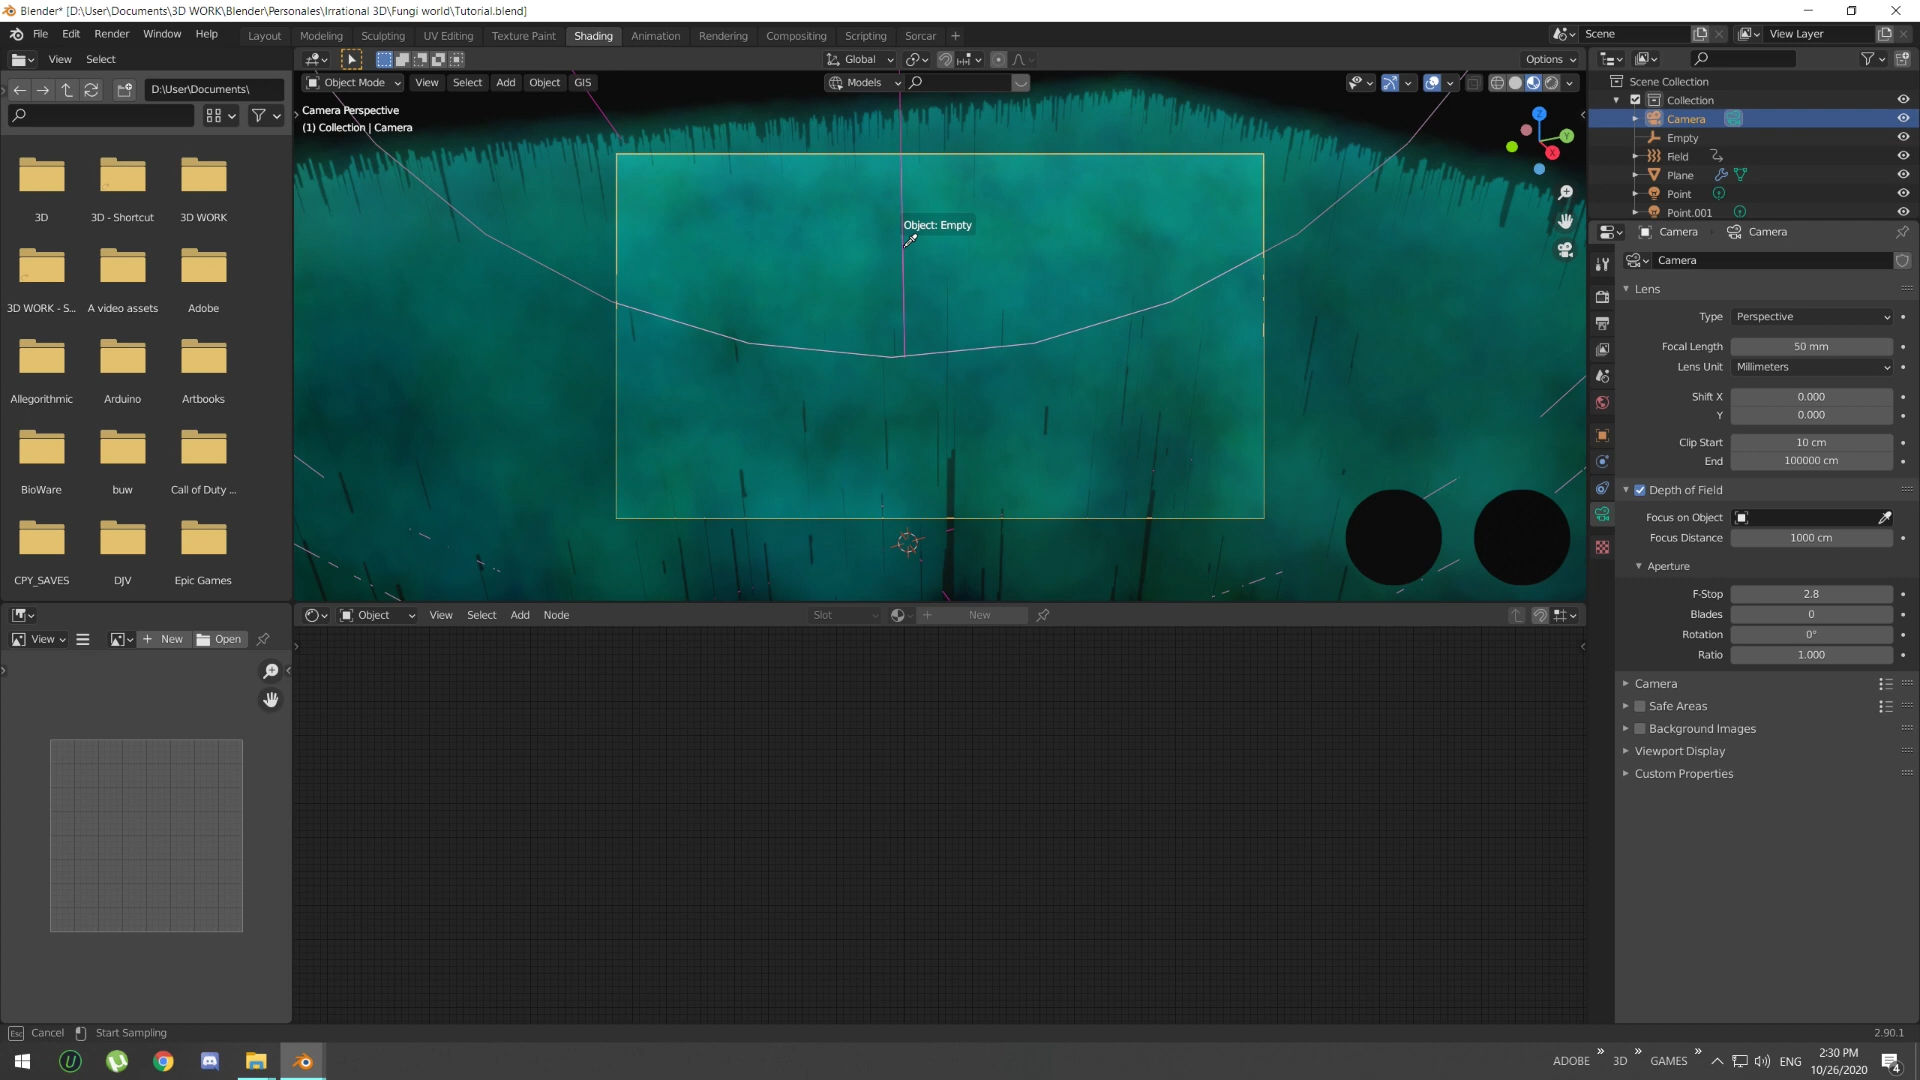 Blender* [D:\User\Documents\3D WORK\Blender\Personales\Irrational 3D\Fungi world\Tutorial.blend]
File Edit Render Window Help Layout Modeling Sculpting UV Editing Texture Paint Shading Animation Rendering Compositing Scripting Sorcar + Scene View Layer
View Select Global Options
D:\User\Documents\ Object Mode View Select Add Object GIS Models
Camera Perspective
(1) Collection | Camera
Scene Collection
Collection
Camera
Empty
Field
Plane
Point
Point.001
Z
Y
X
Object: Empty
3D 3D - Shortcut 3D WORK
3D WORK - S... A video assets Adobe
Allegorithmic Arduino Artbooks
BioWare buw Call of Duty ...
CPY_SAVES DJV Epic Games
Camera Camera
Camera
Lens
Type Perspective
Focal Length 50 mm
Lens Unit Millimeters
Shift X 0.000
Y 0.000
Clip Start 10 cm
End 100000 cm
Depth of Field
Focus on Object
Focus Distance 1000 cm
Aperture
F-Stop 2.8
Blades 0
Rotation 0°
Ratio 1.000
Camera
Safe Areas
Background Images
Viewport Display
Custom Properties
Object View Select Add Node Slot New
View New Open
Esc Cancel Start Sampling 2.90.1
ADOBE » 3D » GAMES » ENG 2:30 PM
10/26/2020 4